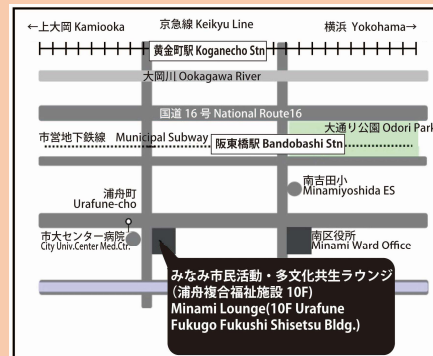 ←上大岡 Kamiooka 京急線 Keikyu Line 横浜 Yokohama→
黄金町駅 Koganecho Stn
大岡川 Ookagawa River
国道 16 号 National Route16
大通り公園 Odori Park
市営地下鉄線 Municipal Subway
阪東橋駅 Bandobashi Stn
南吉田小
Minamiyoshida ES
浦舟町
Urafune-cho
市大センター病院
City Univ.Center Med.Ctr.
南区役所
Minami Ward Office
みなみ市民活動・多文化共生ラウンジ
（浦舟複合福祉施設 10F)
Minami Lounge(10F Urafune
Fukugo Fukushi Shisetsu Bldg.)